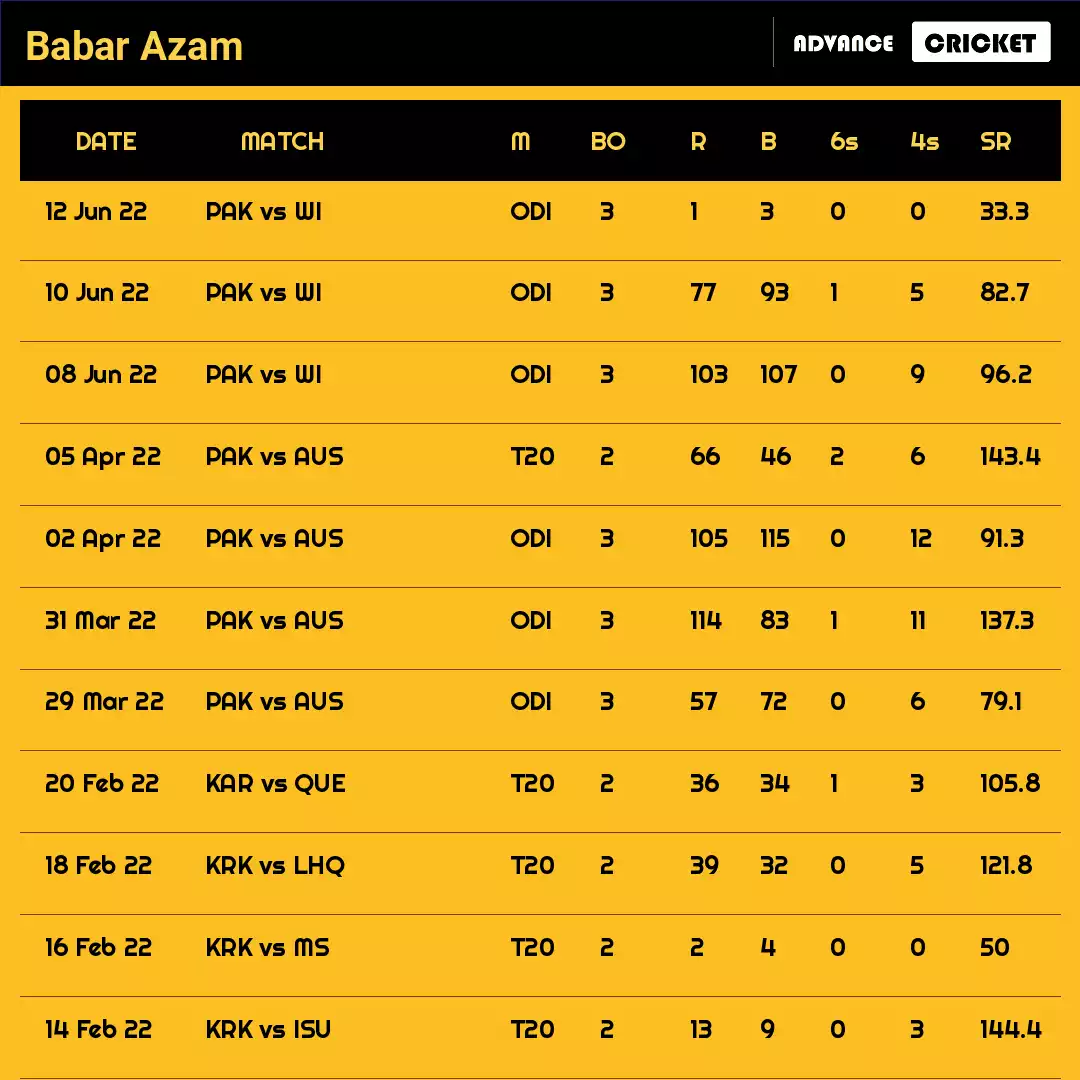 Babar Azam ADVANCE CRICKET
DATE MATCH M BO R B 6s 4s SR
12 Jun 22 PAK vs WI ODI 3 1 3 0 0 33.3
10 Jun 22 PAK vs WI ODI 3 77 93 1 5 82.7
08 Jun 22 PAK vs WI ODI 3 103 107 0 9 96.2
05 Apr 22 PAK vs AUS T20 2 66 46 2 6 143.4
02 Apr 22 PAK vs AUS ODI 3 105 115 0 12 91.3
31 Mar 22 PAK vs AUS ODI 3 114 83 1 11 137.3
29 Mar 22 PAK vs AUS ODI 3 57 72 0 6 79.1
20 Feb 22 KAR vs QUE T20 2 36 34 1 3 105.8
18 Feb 22 KRK vs LHQ T20 2 39 32 0 5 121.8
16 Feb 22 KRK vs MS T20 2 2 4 0 0 50
14 Feb 22 KRK vs ISU T20 2 13 9 0 3 144.4